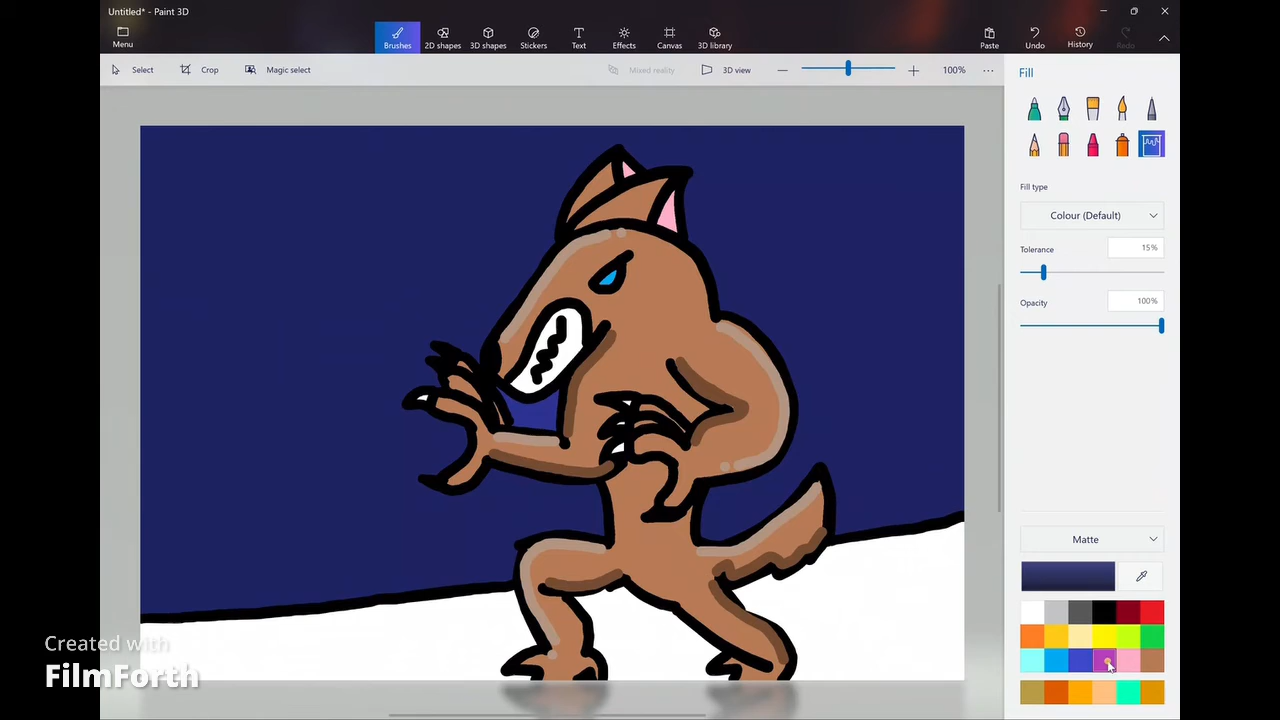 Untitled* - Paint 3D
Menu
Brushes
2D shapes
3D shapes
Stickers
Text
Effects
Canvas
3D library
Paste
Undo
History
Redo
Select
Crop
Magic select
Mixed reality
3D view
100%
Fill
Fill type
Colour (Default)
Tolerance
15%
Opacity
100%
Matte
Created with
FilmForth